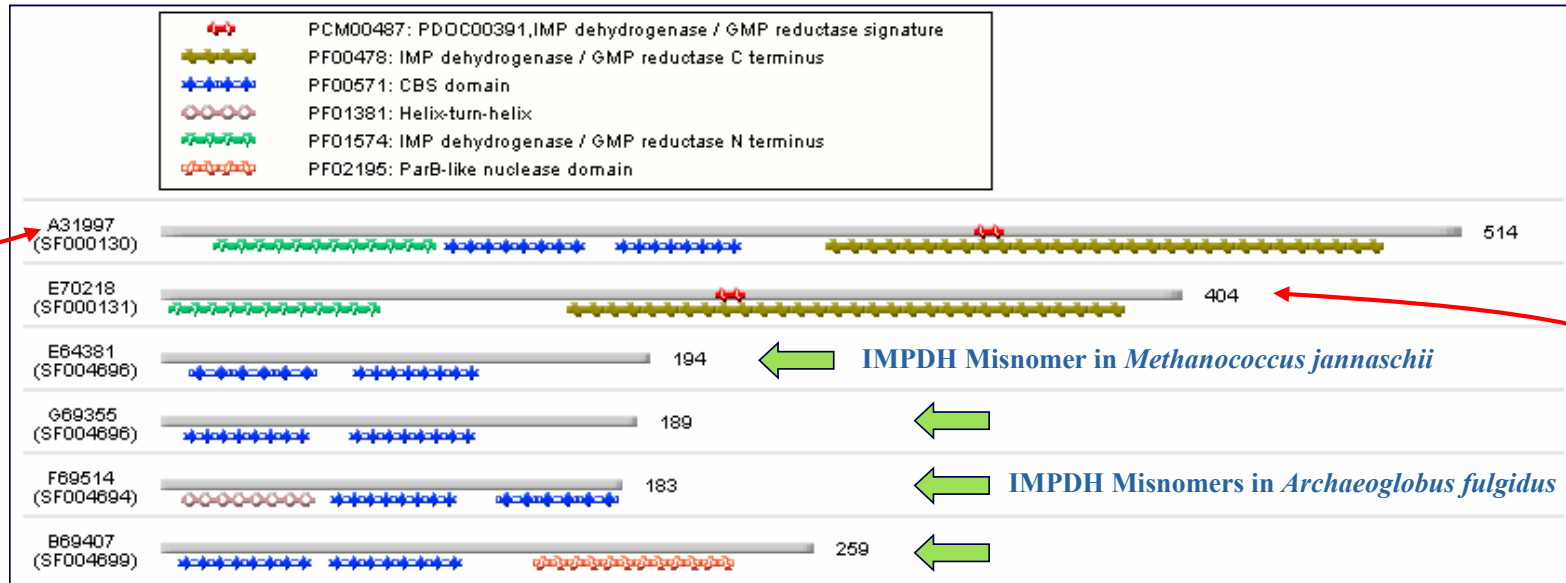 PCM00487: PDOC00391,IMP dehydrogenase / GMP reductase signature
PF00478: IMP dehydrogenase / GMP reductase C terminus
PF00571: CBS domain
PF01381: Helix-turn-helix
PF01574: IMP dehydrogenase / GMP reductase N terminus
PF02195: ParB-like nuclease domain
A31997
(SF000130)
514
E70218
(SF000131)
404
E64381
(SF004696)
194
IMPDH Misnomer in Methanococcus jannaschii
G69355
(SF004696)
189
F69514
(SF004694)
183
IMPDH Misnomers in Archaeoglobus fulgidus
B69407
(SF004699)
259